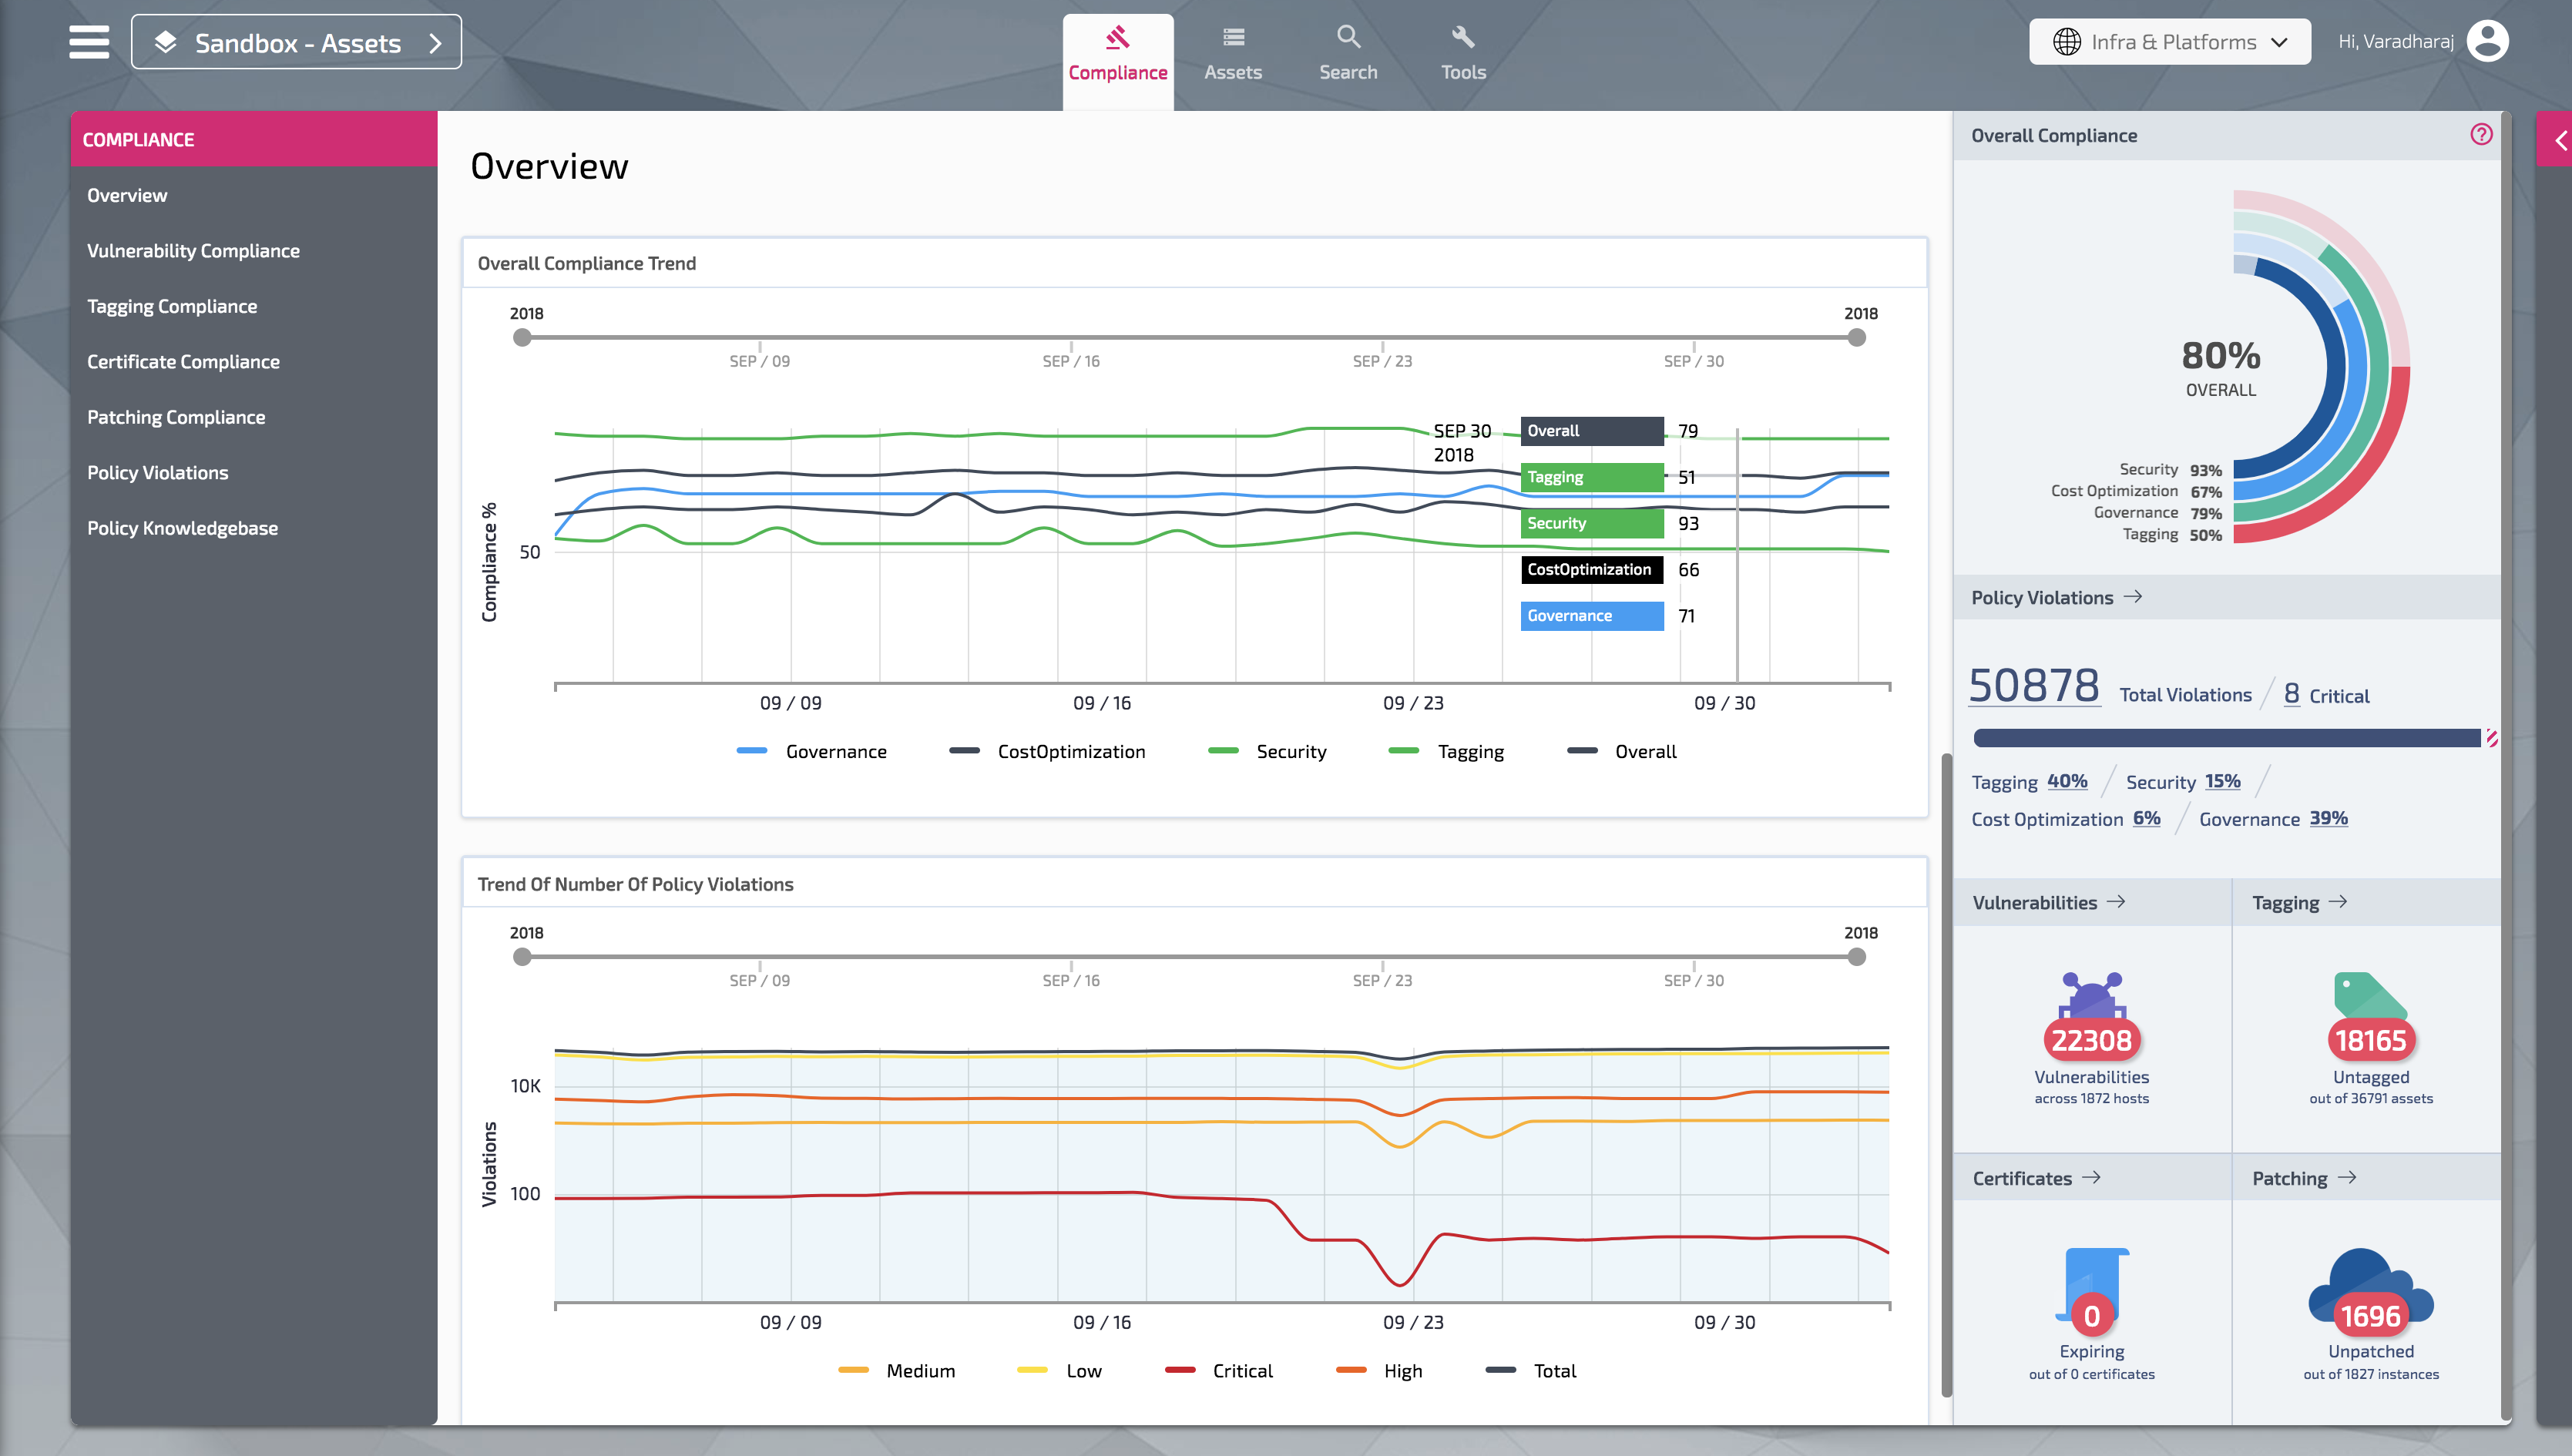 Sandbox - Assets
Compliance
Assets
Search
Tools
Infra & Platforms
Hi, Varadharaj
COMPLIANCE
Overview
Vulnerability Compliance
Tagging Compliance
Certificate Compliance
Patching Compliance
Policy Violations
Policy Knowledgebase
Overview
Overall Compliance Trend
2018
2018
SEP / 09
SEP / 16
SEP / 23
SEP / 30
Compliance %
50
SEP 30
2018
Overall 79
Tagging 51
Security 93
CostOptimization 66
Governance 71
09 / 09
09 / 16
09 / 23
09 / 30
Governance
CostOptimization
Security
Tagging
Overall
Trend Of Number Of Policy Violations
2018
2018
SEP / 09
SEP / 16
SEP / 23
SEP / 30
Violations
10K
100
09 / 09
09 / 16
09 / 23
09 / 30
Medium
Low
Critical
High
Total
Overall Compliance
?
80%
OVERALL
Security 93%
Cost Optimization 67%
Governance 79%
Tagging 50%
Policy Violations
50878 Total Violations / 8 Critical
Tagging 40% / Security 15% /
Cost Optimization 6% / Governance 39%
Vulnerabilities
22308
Vulnerabilities
across 1872 hosts
Tagging
18165
Untagged
out of 36791 assets
Certificates
0
Expiring
out of 0 certificates
Patching
1696
Unpatched
out of 1827 instances